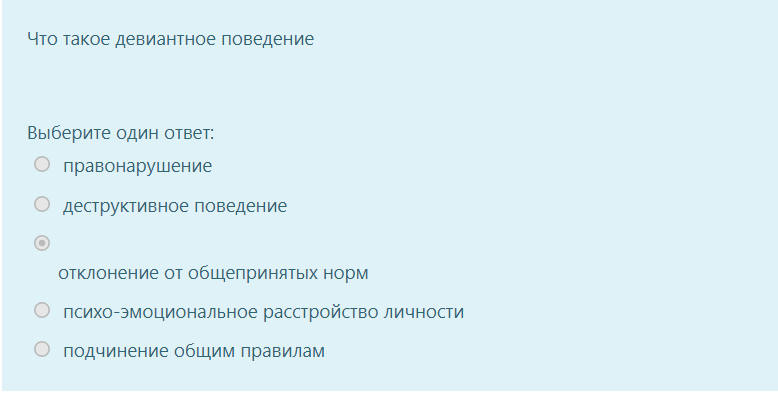 Что такое девиантное поведение
Выберите один ответ:
правонарушение
деструктивное поведение
отклонение от общепринятых норм
психо-эмоциональное расстройство личности
подчинение общим правилам